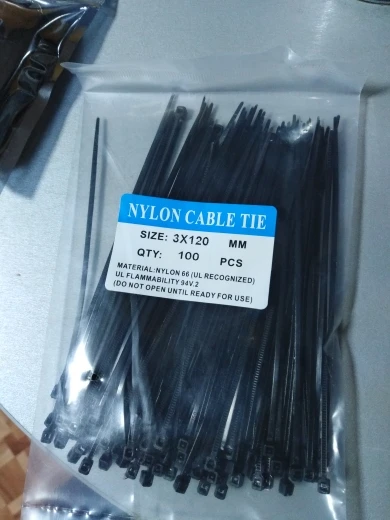 NYLON CABLE TIE
SIZE: 3X120 MM
QTY: 100 PCS
MATERIAL:NYLON 66 (UL RECOGNIZED)
UL FLAMMABILITY 94V.2
(DO NOT OPEN UNTIL READY FOR USE)